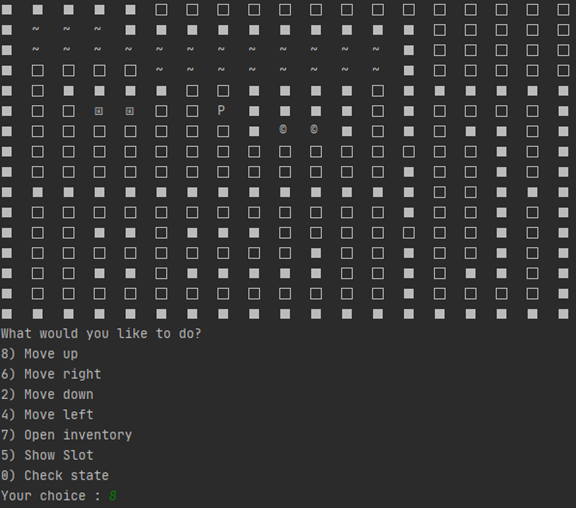 ■ ■ ■ ■ ■ □ □ □ □ □ □ □ □ □ □ □ □ □ □
■ ~ ~ ~ ■ ■ ■ ■ ■ ■ ■ ■ ■ ■ □ □ □ □ □
■ ~ ~ ~ ~ ~ ~ ~ ~ ~ ~ ~ ~ ■ □ □ □ □ □
■ □ □ □ □ ~ ~ ~ ~ ~ ~ ~ ~ ■ □ □ □ □ □
■ □ ■ ■ ■ ■ □ □ ■ ■ ■ ■ □ ■ ■ ■ ■ ■ ■
■ □ □ ▣ ▣ □ □ P ■ ■ ■ ■ □ ■ □ □ □ □ ■
■ □ □ □ □ □ □ □ ■ © © ■ □ ■ □ ■ ■ □ ■
■ □ □ □ □ □ □ □ □ □ □ □ □ □ □ □ ■ □ ■
■ □ □ □ □ □ □ □ □ □ □ □ □ ■ □ □ ■ □ ■
■ ■ ■ ■ ■ ■ ■ ■ ■ ■ ■ ■ ■ ■ □ □ ■ ■ ■
■ □ □ □ □ □ □ □ □ □ □ □ □ ■ □ □ ■ □ ■
■ □ □ ■ ■ □ ■ ■ ■ □ □ □ □ □ □ □ ■ □ ■
■ □ □ □ □ □ □ □ □ □ ■ □ □ ■ □ □ ■ □ ■
■ □ □ ■ ■ □ ■ ■ ■ ■ ■ □ □ ■ □ ■ ■ □ ■
■ □ □ □ □ □ □ □ □ □ □ □ □ ■ □ □ ■ □ ■
■ ■ ■ ■ ■ ■ ■ ■ ■ ■ ■ ■ ■ ■ ■ ■ ■ ■ ■
What would you like to do?
8) Move up
6) Move right
2) Move down
4) Move left
7) Open inventory
5) Show Slot
0) Check state
Your choice : 8